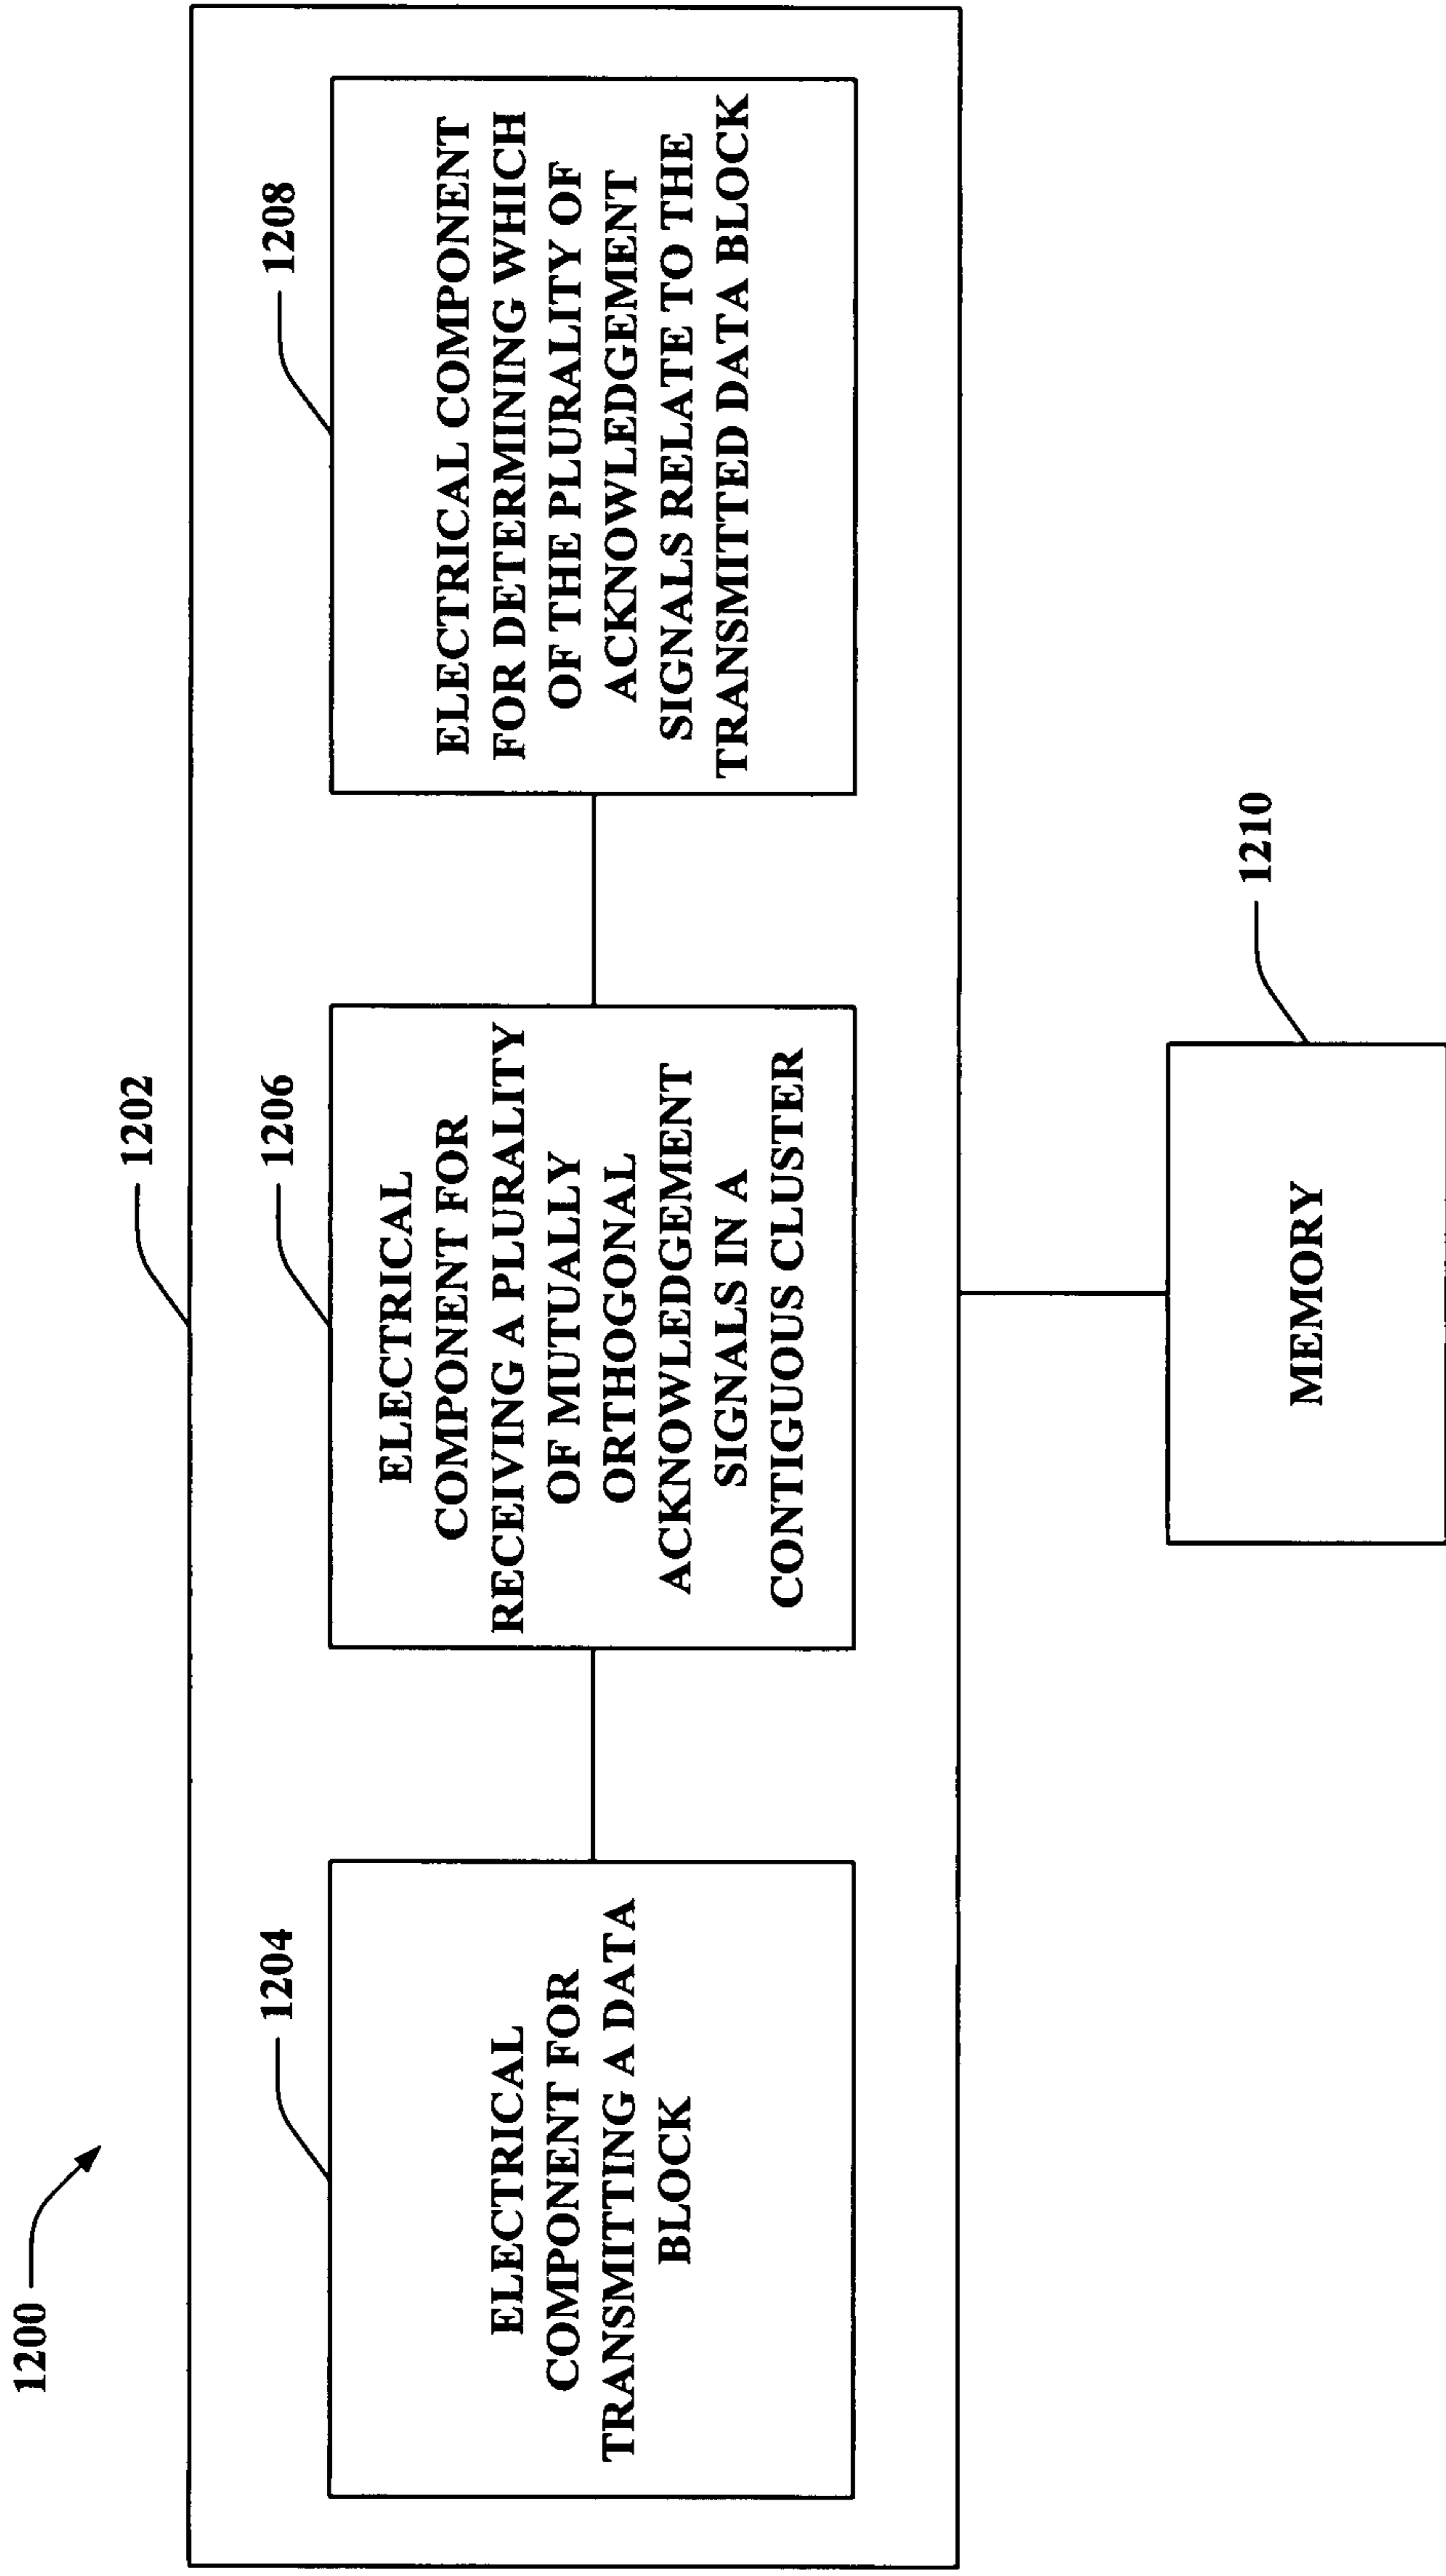 1200
1202
1204
ELECTRICAL
COMPONENT FOR
TRANSMITTING A DATA
BLOCK
1206
ELECTRICAL
COMPONENT FOR
RECEIVING A PLURALITY
OF MUTUALLY
ORTHOGONAL
ACKNOWLEDGEMENT
SIGNALS IN A
CONTIGUOUS CLUSTER
1208
ELECTRICAL COMPONENT
FOR DETERMINING WHICH
OF THE PLURALITY OF
ACKNOWLEDGEMENT
SIGNALS RELATE TO THE
TRANSMITTED DATA BLOCK
1210
MEMORY